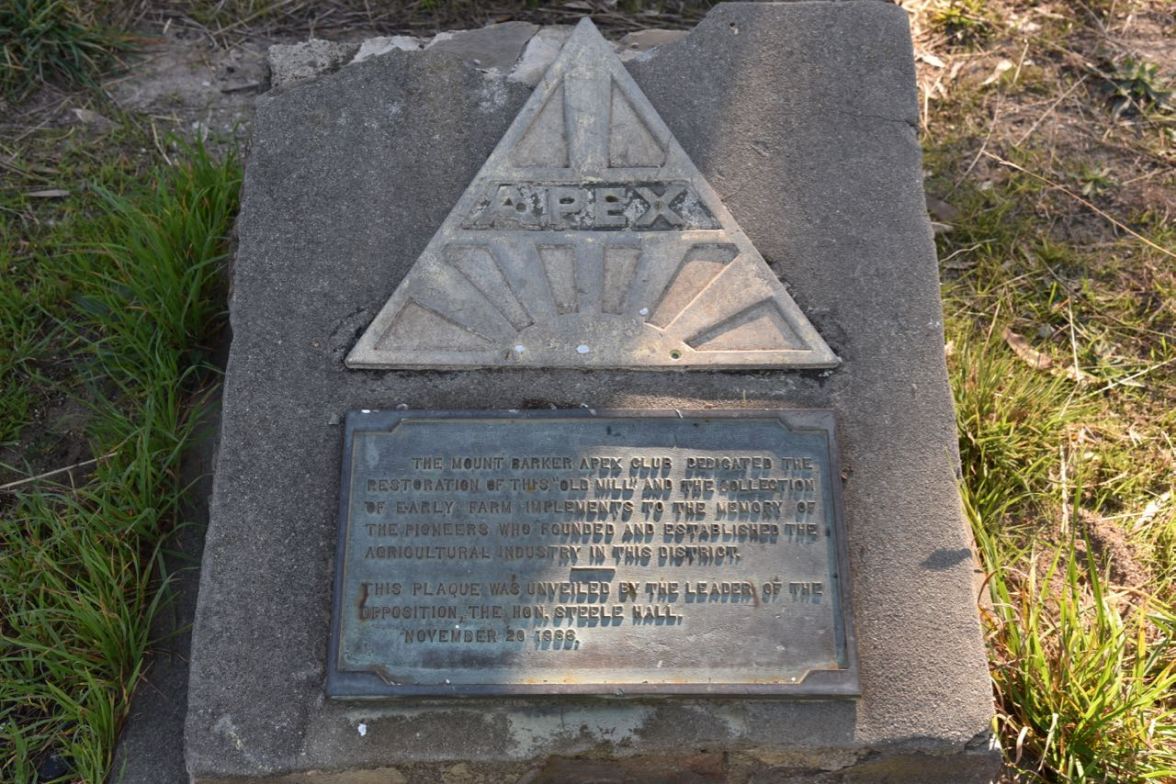 APEX
THE MOUNT BARKER APEX CLUB DEDICATED THE
RESTORATION OF THIS "OLD MILL" AND THE COLLECTION
OF EARLY FARM IMPLEMENTS TO THE MEMORY OF
THE PIONEERS WHO FOUNDED AND ESTABLISHED THE
AGRICULTURAL INDUSTRY IN THIS DISTRICT.
THIS PLAQUE WAS UNVEILED BY THE LEADER OF THE
OPPOSITION, THE HON, STEELE HALL,
NOVEMBER